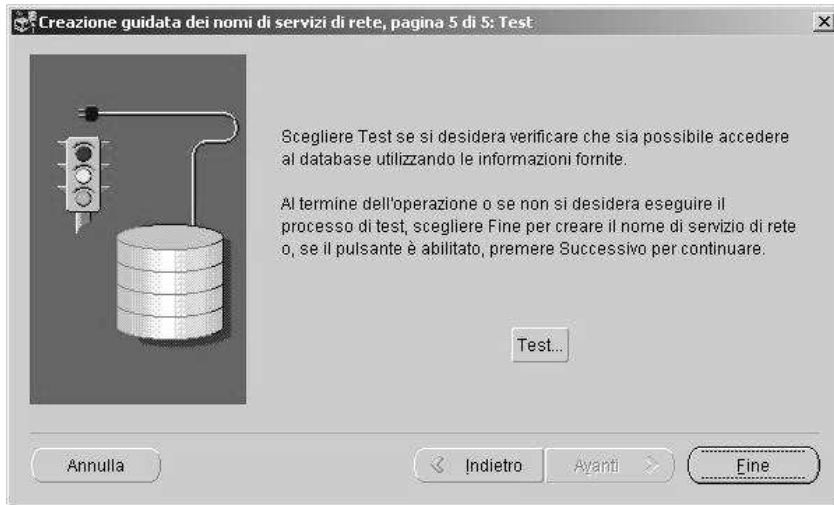 Creazione guidata dei nomi di servizi di rete, pagina 5 di 5: Test
Scegliere Test se si desidera verificare che sia possibile accedere
al database utilizzando le informazioni fornite.
Al termine dell'operazione o se non si desidera eseguire il
processo di test, scegliere Fine per creare il nome di servizio di rete
o, se il pulsante è abilitato, premere Successivo per continuare.
Test...
Annulla
Indietro
Avanti
Fine